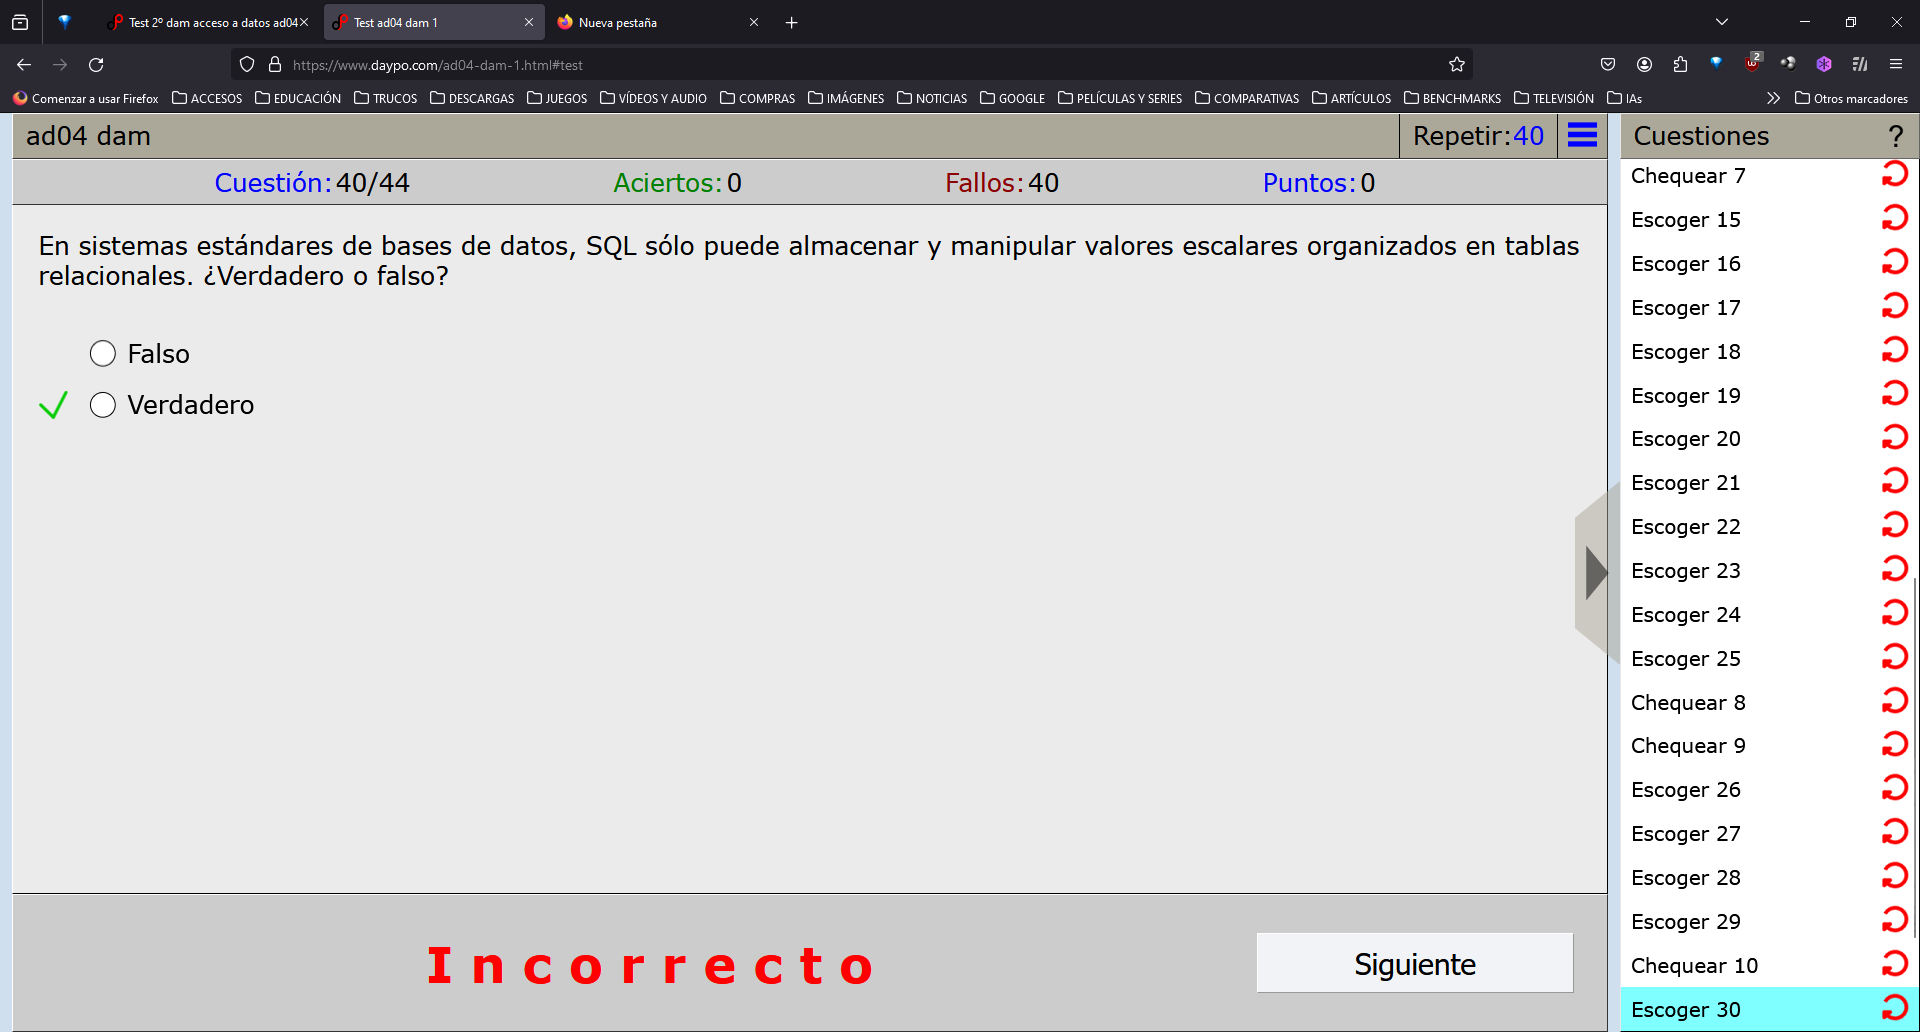 Test 2º dam acceso a datos ad04
Test ad04 dam 1
Nueva pestaña
https://www.daypo.com/ad04-dam-1.html#test
2
Comenzar a usar Firefox
ACCESOS
EDUCACIÓN
TRUCOS
DESCARGAS
JUEGOS
VÍDEOS Y AUDIO
COMPRAS
IMÁGENES
NOTICIAS
GOOGLE
PELÍCULAS Y SERIES
COMPARATIVAS
ARTÍCULOS
BENCHMARKS
TELEVISIÓN
IAs
Otros marcadores
ad04 dam
Repetir:40
Cuestión:40/44
Aciertos:0
Fallos:40
Puntos:0
En sistemas estándares de bases de datos, SQL sólo puede almacenar y manipular valores escalares organizados en tablas
relacionales. ¿Verdadero o falso?
Falso
Verdadero
Incorrecto
Siguiente
Cuestiones
?
Chequear 7
Escoger 15
Escoger 16
Escoger 17
Escoger 18
Escoger 19
Escoger 20
Escoger 21
Escoger 22
Escoger 23
Escoger 24
Escoger 25
Chequear 8
Chequear 9
Escoger 26
Escoger 27
Escoger 28
Escoger 29
Chequear 10
Escoger 30